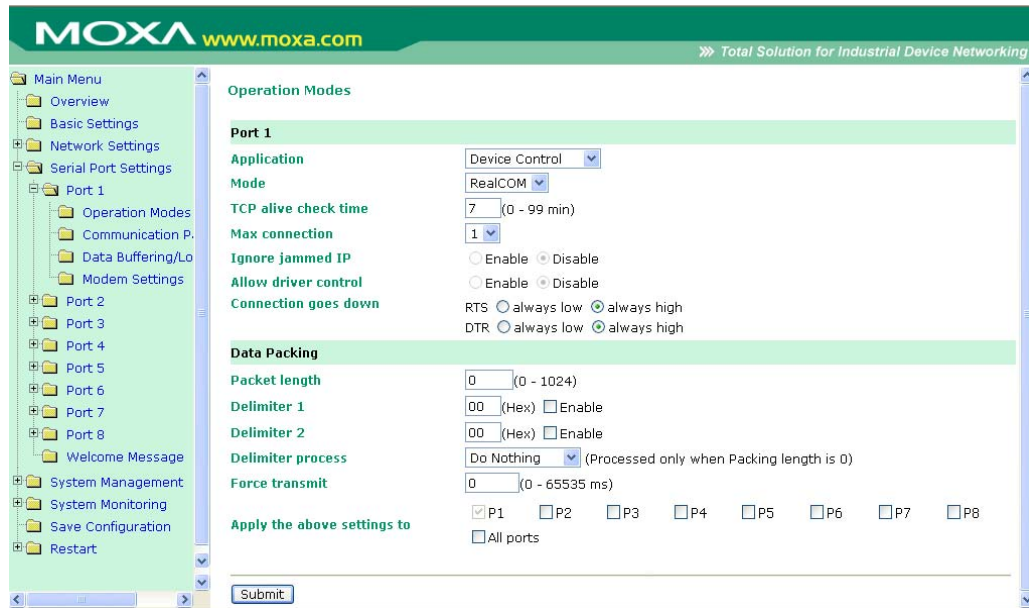 MOXA www.moxa.com
Total Solution for Industrial Device Networking
Main Menu
Overview
Basic Settings
Network Settings
Serial Port Settings
Port 1
Operation Modes
Communication P
Data Buffering/Lo
Modem Settings
Port 2
Port 3
Port 4
Port 5
Port 6
Port 7
Port 8
Welcome Message
System Management
System Monitoring
Save Configuration
Restart
Operation Modes
Port 1
Application Device Control
Mode RealCOM
TCP alive check time 7 (0 - 99 min)
Max connection 1
Ignore jammed IP Enable Disable
Allow driver control Enable Disable
Connection goes down RTS always low always high
DTR always low always high
Data Packing
Packet length 0 (0 - 1024)
Delimiter 1 00 (Hex) Enable
Delimiter 2 00 (Hex) Enable
Delimiter process Do Nothing (Processed only when Packing length is 0)
Force transmit 0 (0 - 65535 ms)
Apply the above settings to P1 P2 P3 P4 P5 P6 P7 P8
All ports
Submit